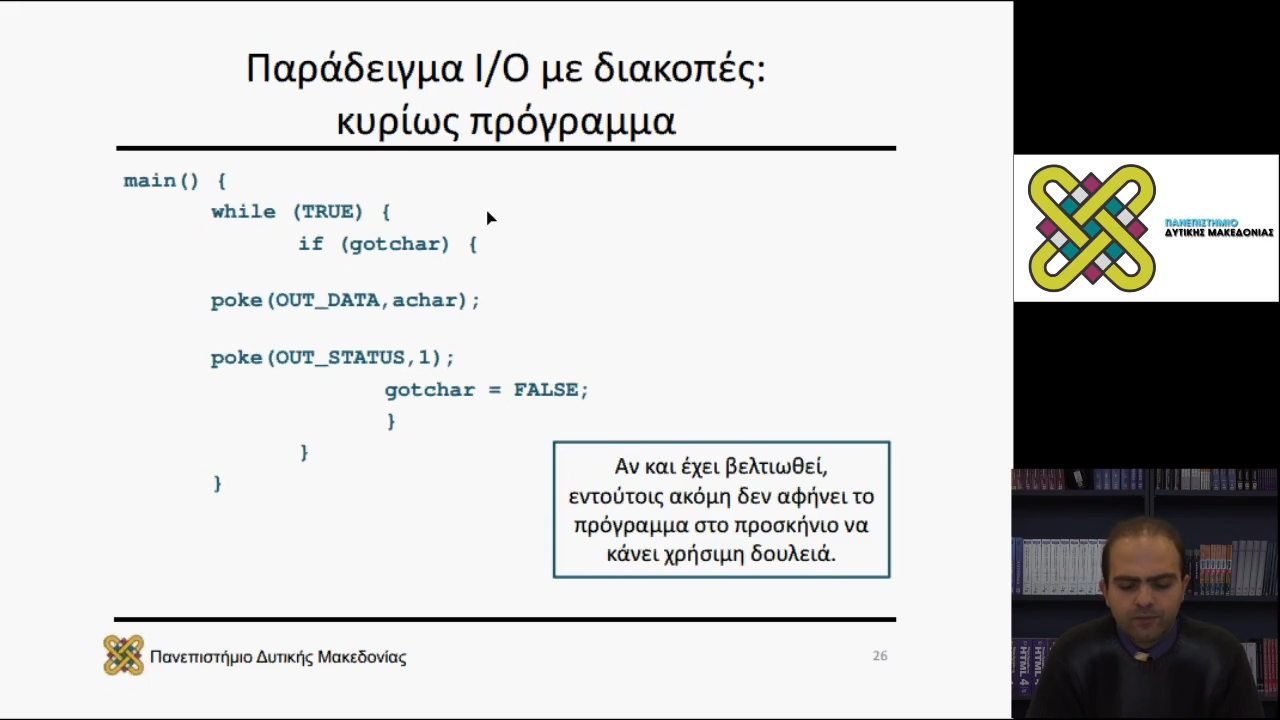 Παράδειγμα I/O με διακοπές:
κυρίως πρόγραμμα
main() {
while (TRUE) {
if (gotchar) {
poke(OUT_DATA,achar);
poke(OUT_STATUS,1);
gotchar = FALSE;
}
}
}
Αν και έχει βελτιωθεί,
εντούτοις ακόμη δεν αφήνει το
πρόγραμμα στο προσκήνιο να
κάνει χρήσιμη δουλειά.
Πανεπιστήμιο Δυτικής Μακεδονίας
26
ΠΑΝΕΠΙΣΤΗΜΙΟ
ΔΥΤΙΚΗΣ ΜΑΚΕΔΟΝΙΑΣ
HTML 4